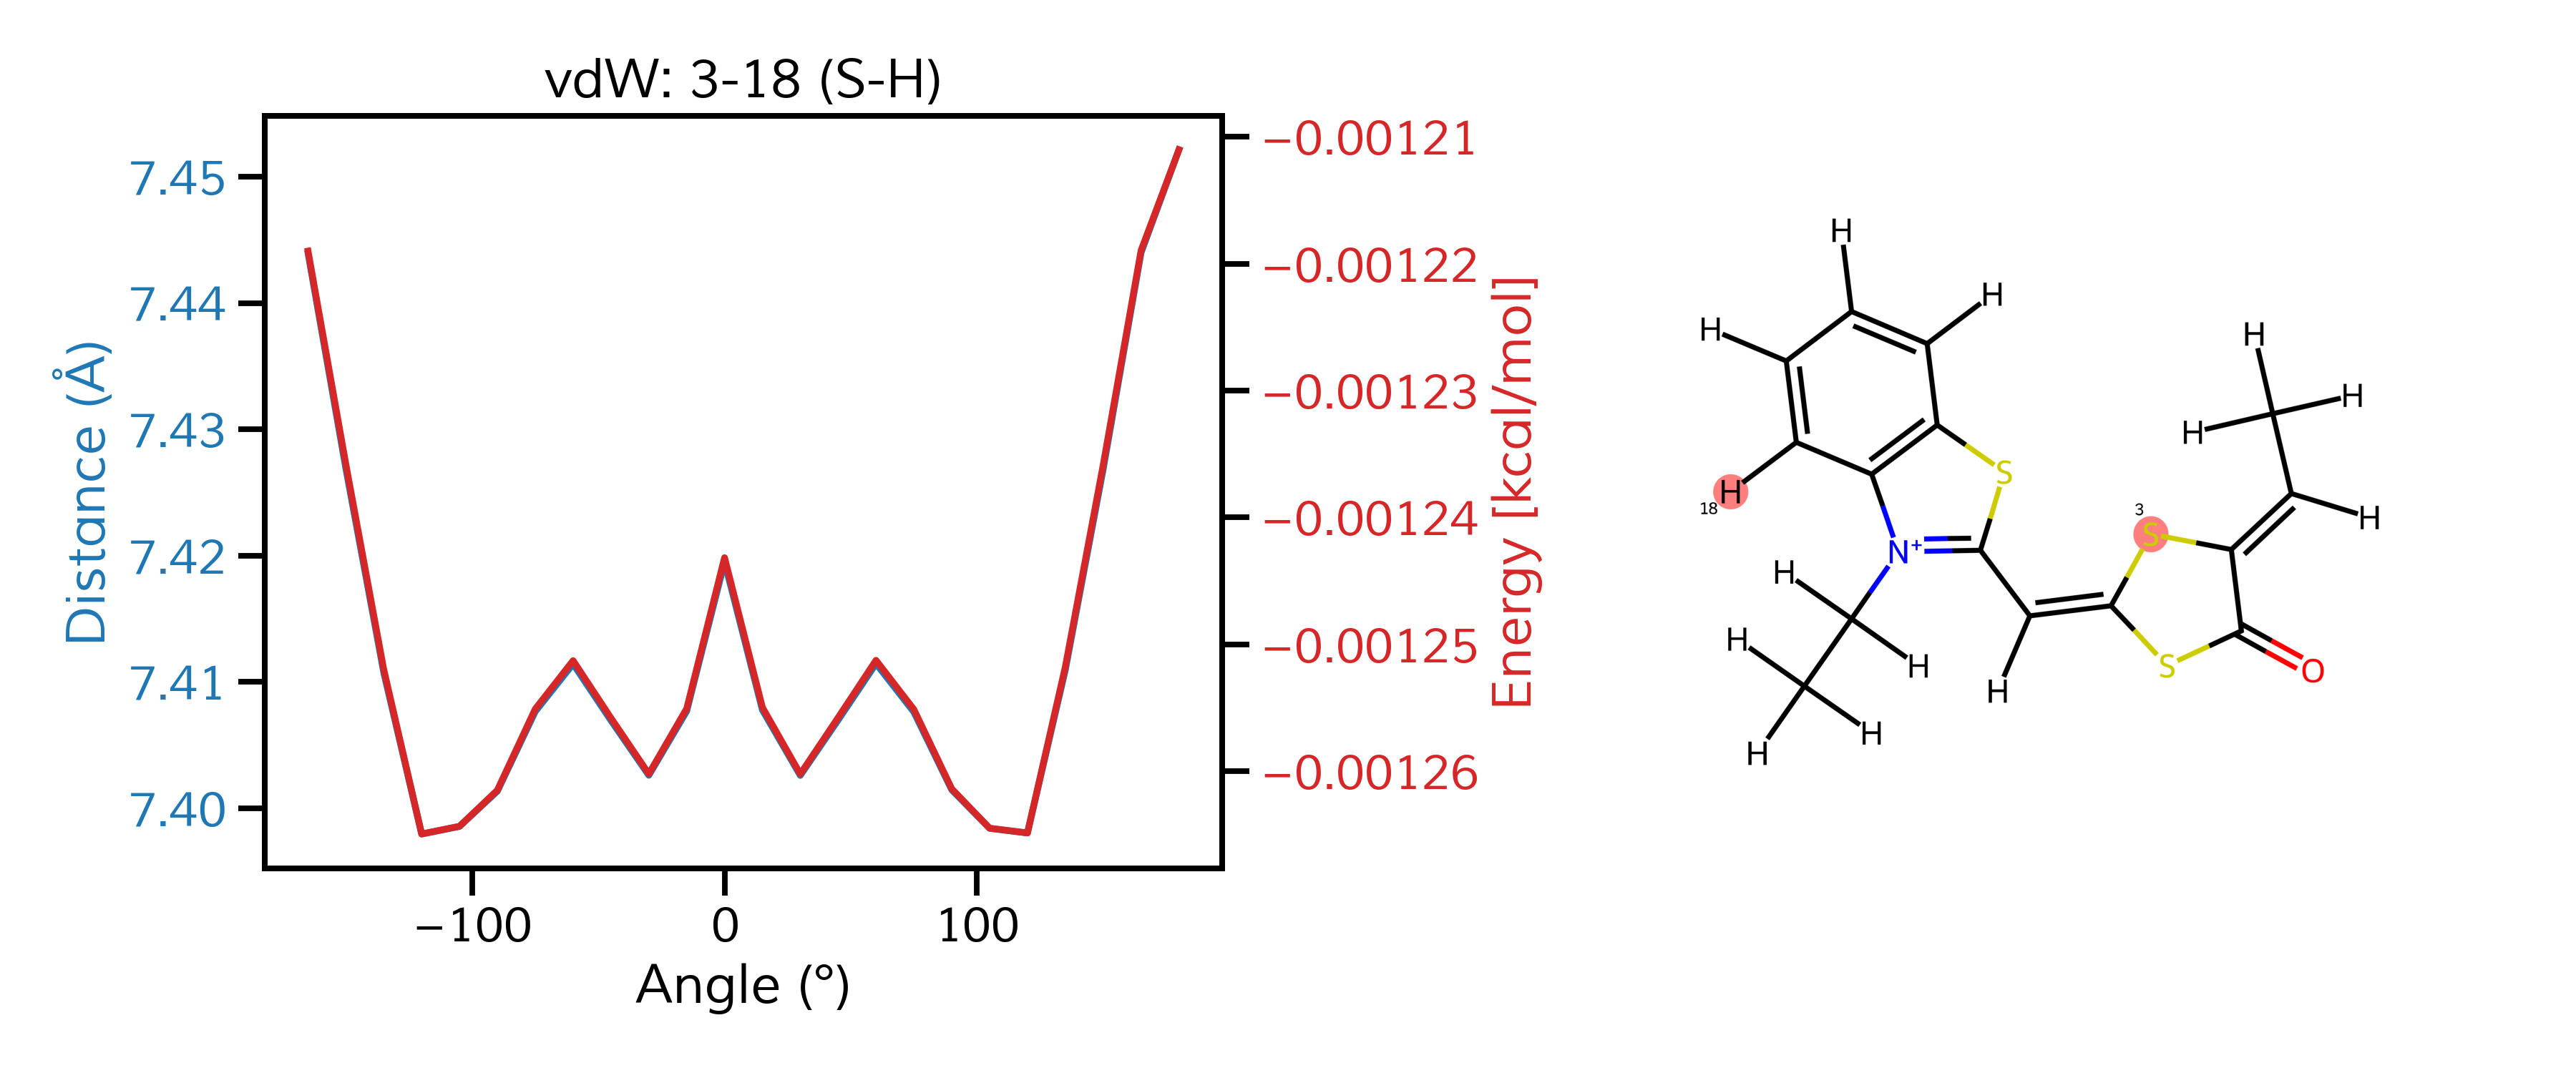 vdW: 3-18 (S-H)
7.45
7.44
7.43
7.42
7.41
7.40
Distance (Å)
−0.00121
−0.00122
−0.00123
−0.00124
−0.00125
−0.00126
Energy [kcal/mol]
−100
0
100
Angle (°)
H
H
H
H
H
H
H
S
H
18
3
S
H
N+
H
H
H
S
O
H
H
H